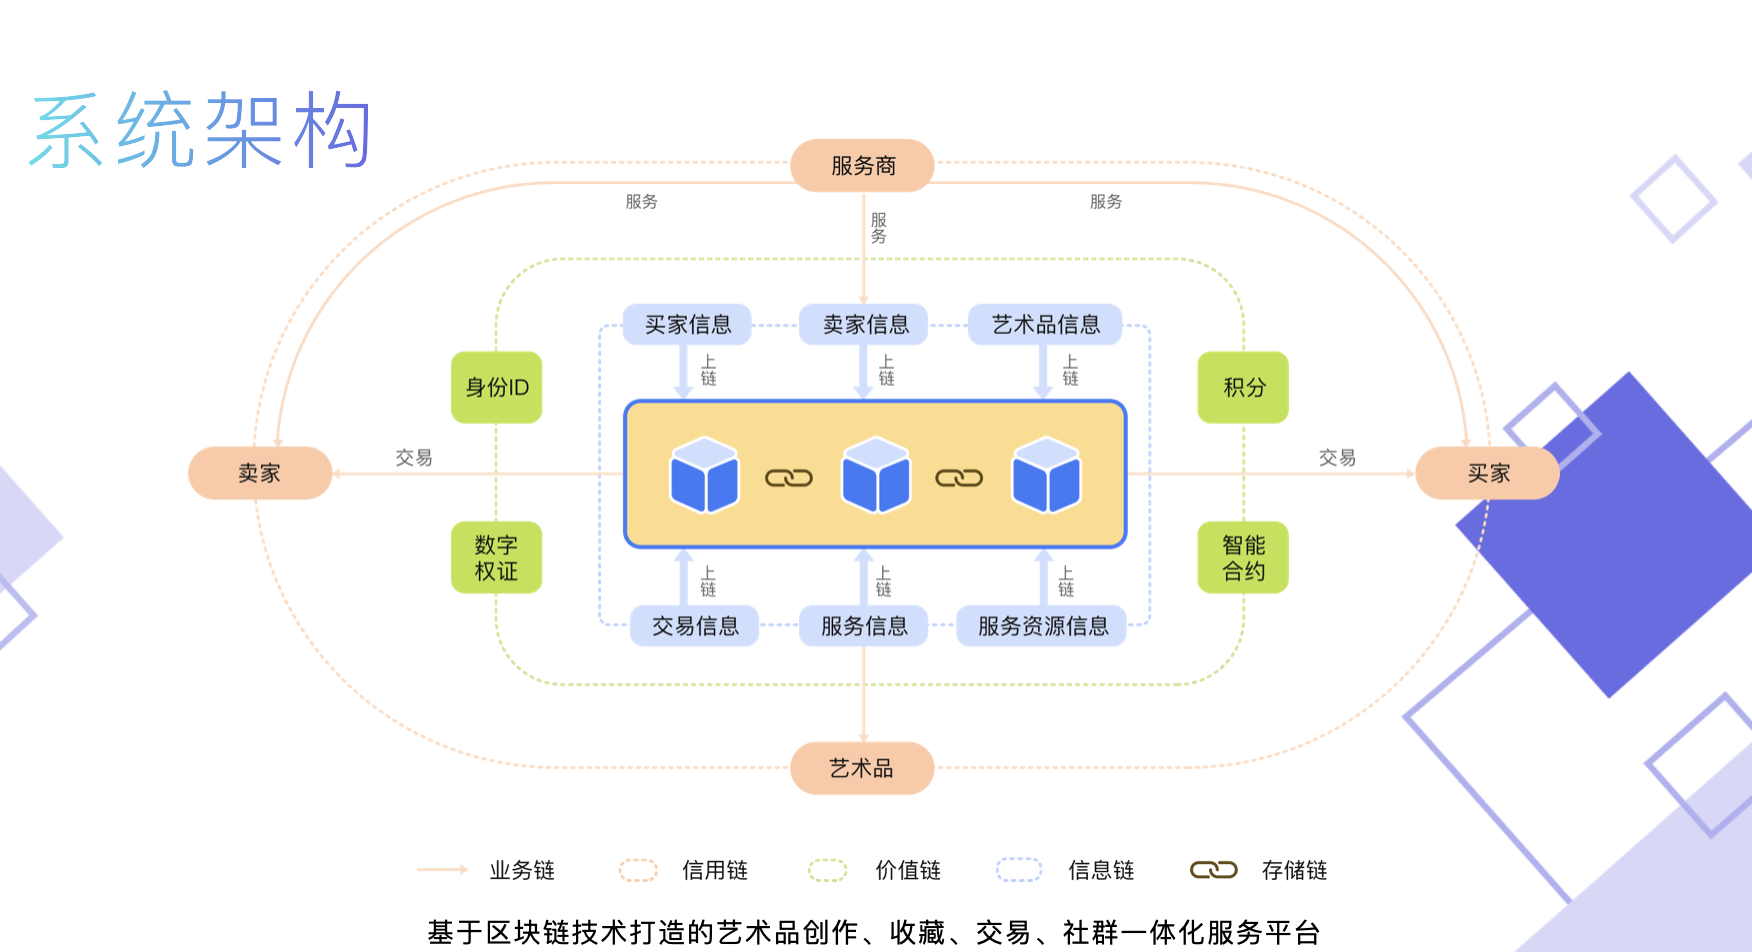 系统架构
服务商
服务
服务
服务
买家信息
卖家信息
艺术品信息
上链
上链
上链
身份ID
积分
卖家
交易
交易
买家
数字
权证
智能
合约
上链
上链
上链
交易信息
服务信息
服务资源信息
艺术品
业务链
信用链
价值链
信息链
存储链
基于区块链技术打造的艺术品创作、收藏、交易、社群一体化服务平台